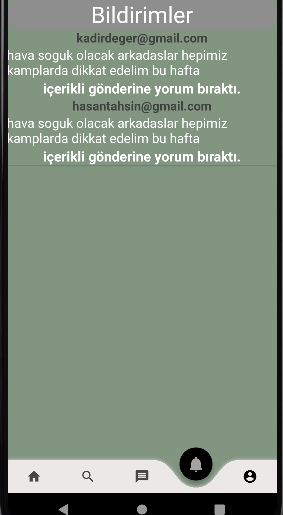 Bildirimler
kadirdeger@gmail.com
hava soguk olacak arkadaslar hepimiz
kamplarda dikkat edelim bu hafta
içerikli gönderine yorum bıraktı.
hasantahsin@gmail.com
hava soguk olacak arkadaslar hepimiz
kamplarda dikkat edelim bu hafta
içerikli gönderine yorum bıraktı.